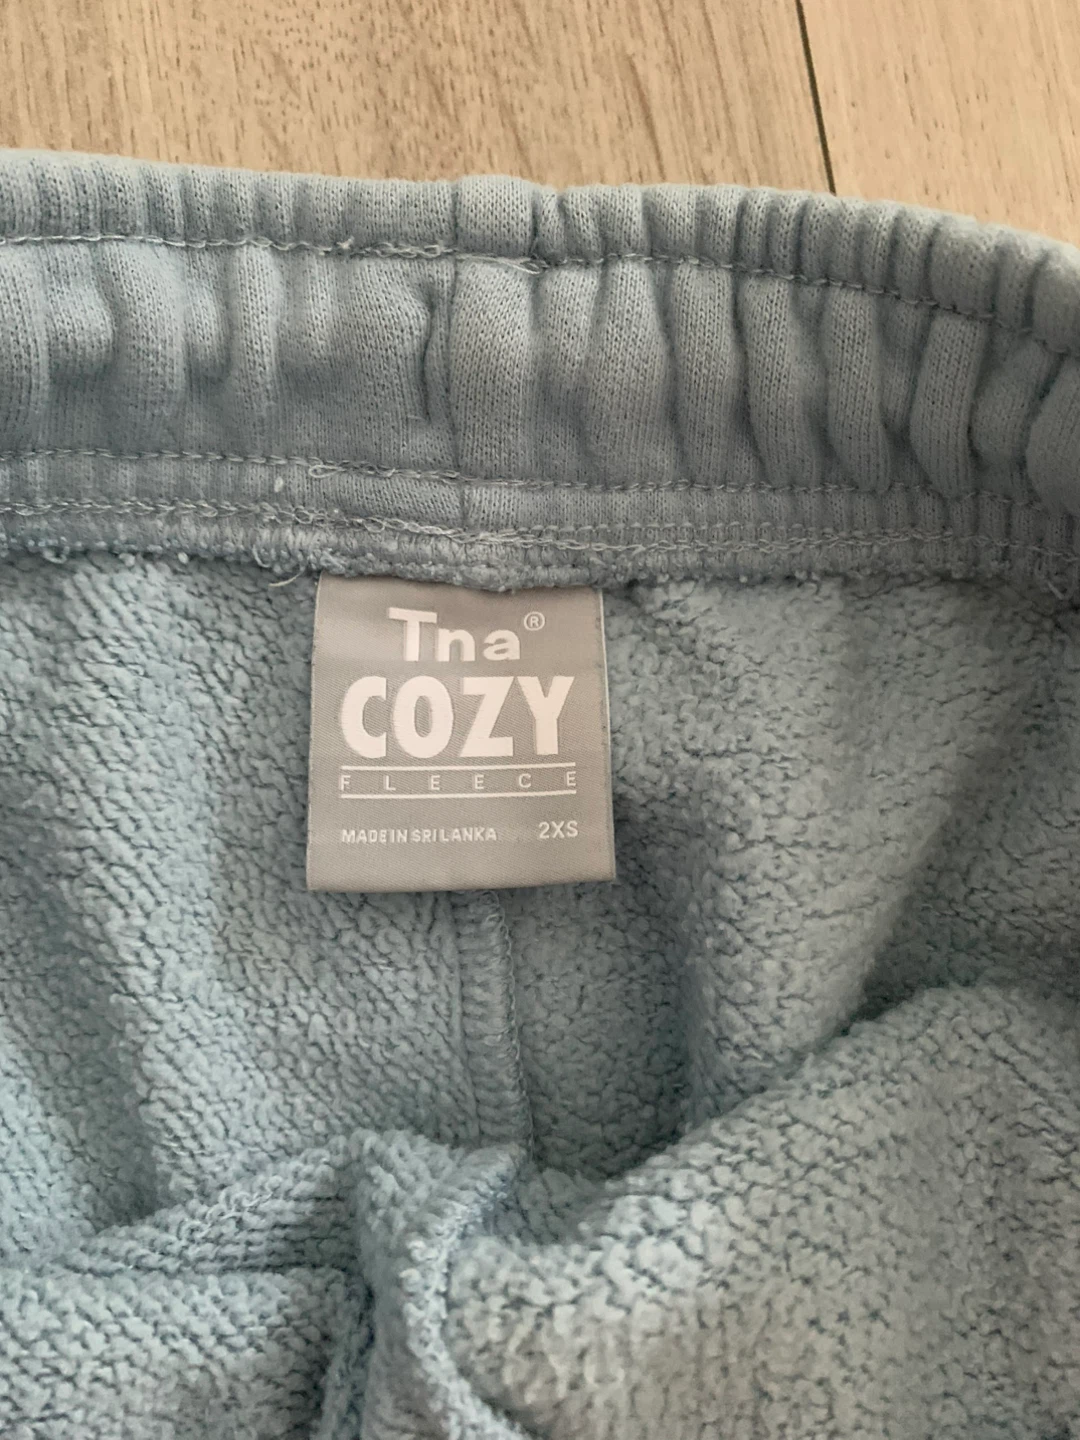 Tna®
COZY
FLEECE
MADE IN SRI LANKA 2XS